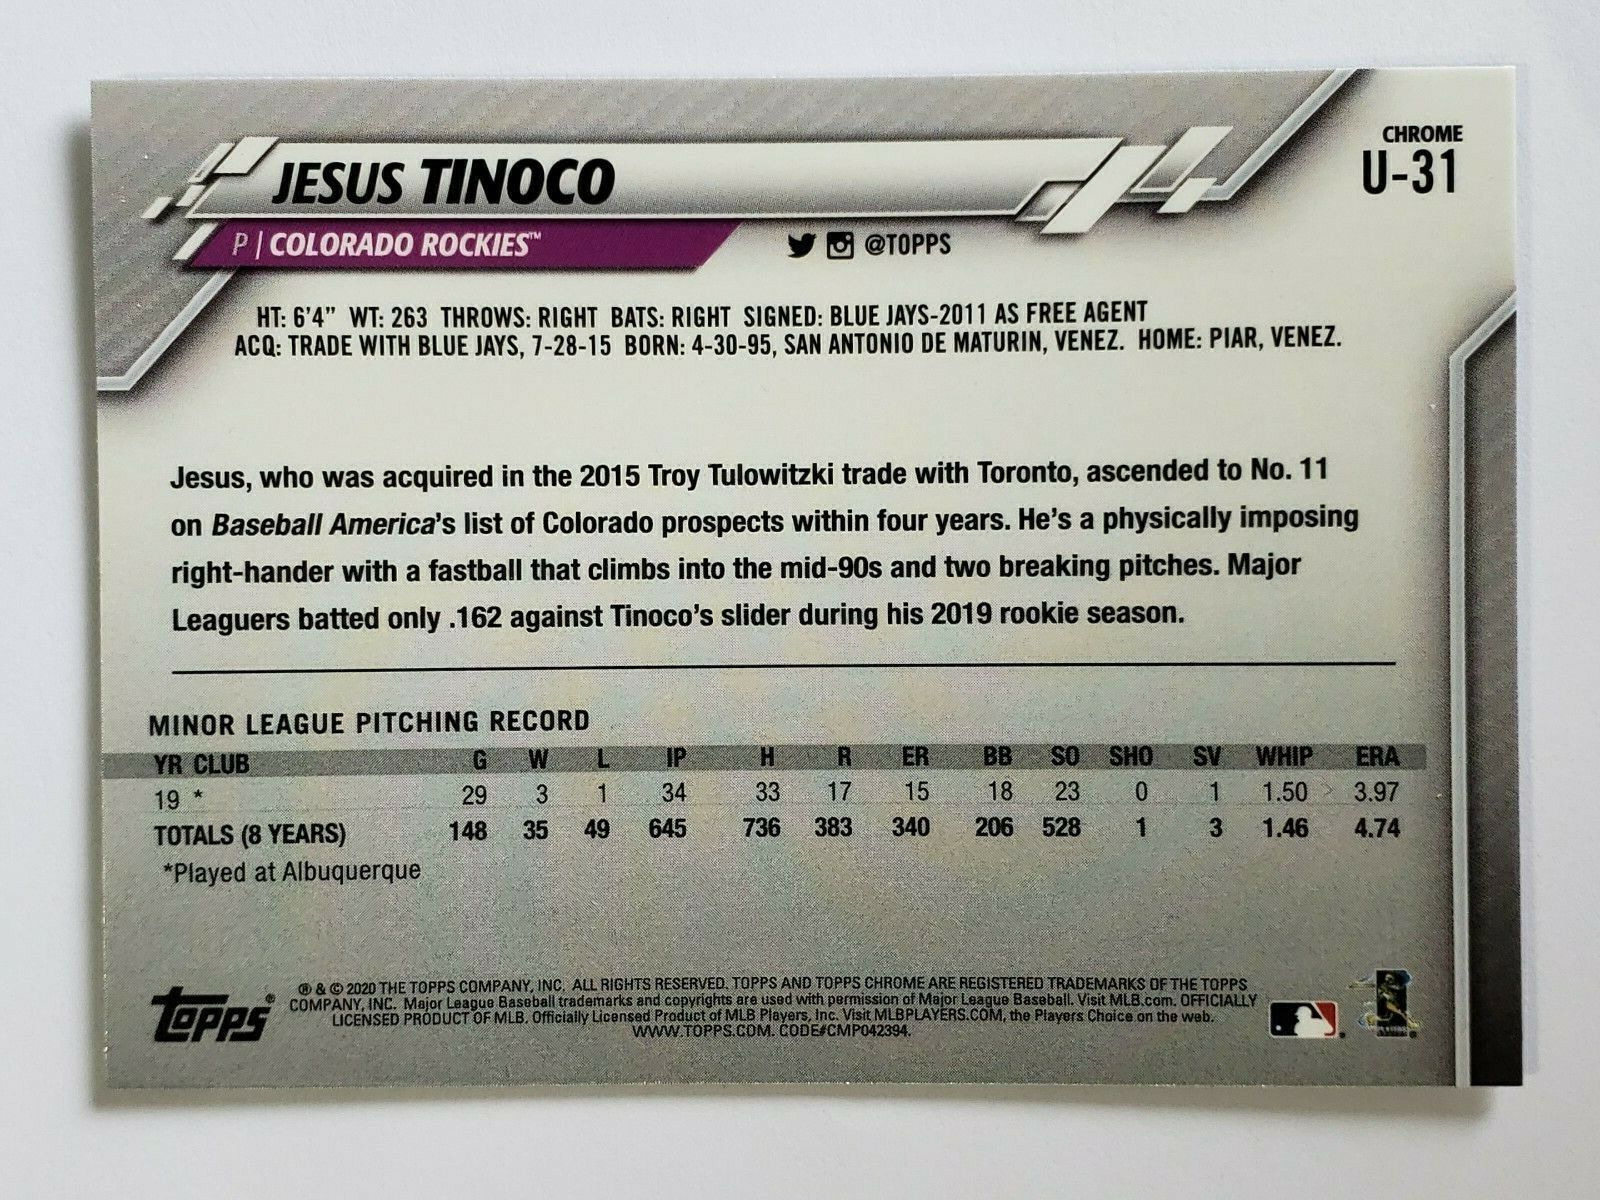 CHROME
U-31
JESUS TINOCO
P | COLORADO ROCKIES™
@TOPPS
HT: 6'4" WT: 263 THROWS: RIGHT BATS: RIGHT SIGNED: BLUE JAYS-2011 AS FREE AGENT
ACQ: TRADE WITH BLUE JAYS, 7-28-15 BORN: 4-30-95, SAN ANTONIO DE MATURIN, VENEZ. HOME: PIAR, VENEZ.
Jesus, who was acquired in the 2015 Troy Tulowitzki trade with Toronto, ascended to No. 11
on Baseball America's list of Colorado prospects within four years. He's a physically imposing
right-hander with a fastball that climbs into the mid-90s and two breaking pitches. Major
Leaguers batted only .162 against Tinoco's slider during his 2019 rookie season.
MINOR LEAGUE PITCHING RECORD
YR CLUB G W L IP H R ER BB SO SHO SV WHIP ERA
19 * 29 3 1 34 33 17 15 18 23 0 1 1.50 3.97
TOTALS (8 YEARS) 148 35 49 645 736 383 340 206 528 1 3 1.46 4.74
*Played at Albuquerque
Topps®
® & © 2020 THE TOPPS COMPANY, INC. ALL RIGHTS RESERVED. TOPPS AND TOPPS CHROME ARE REGISTERED TRADEMARKS OF THE TOPPS
COMPANY, INC. Major League Baseball trademarks and copyrights are used with permission of Major League Baseball. Visit MLB.com. OFFICIALLY
LICENSED PRODUCT OF MLB. Officially Licensed Product of MLB Players, Inc. Visit MLBPLAYERS.COM, the Players Choice on the web.
WWW.TOPPS.COM. CODE#CMP042394.